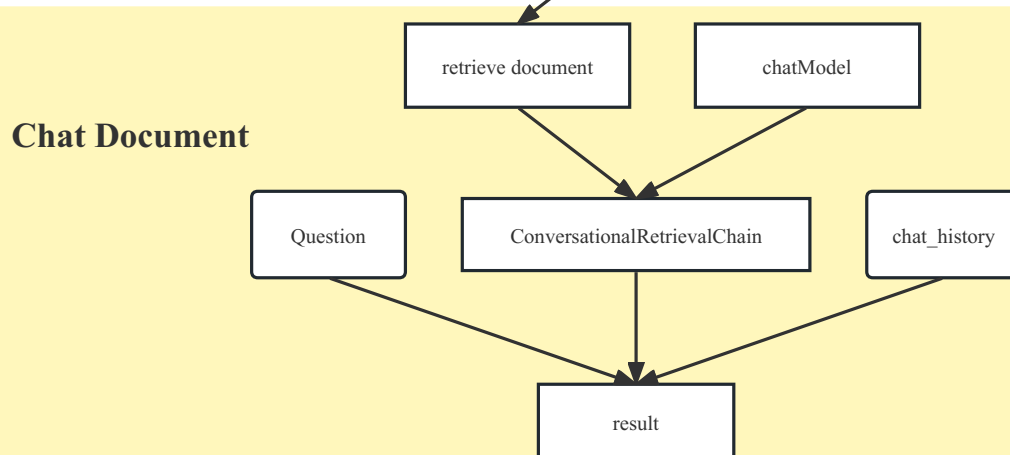 retrieve document
chatModel
Chat Document
Question
ConversationalRetrievalChain
chat_history
result